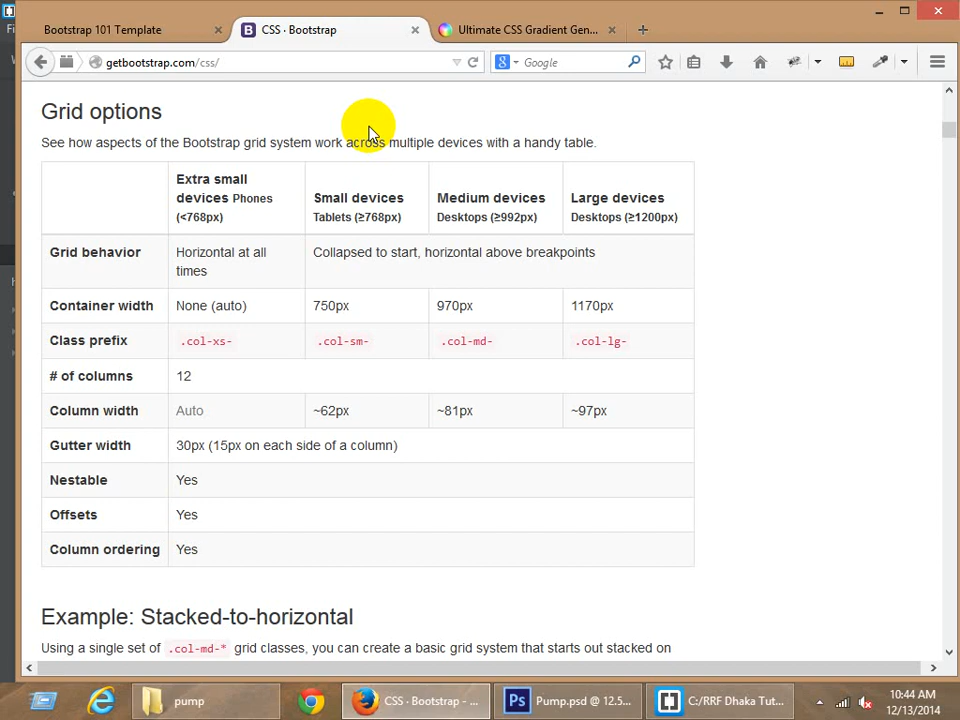 Bootstrap 101 Template × CSS · Bootstrap × Ultimate CSS Gradient Gen... × +
getbootstrap.com/css/ Google
Grid options
See how aspects of the Bootstrap grid system work across multiple devices with a handy table.
Extra small devices Phones (<768px) Small devices Tablets (≥768px) Medium devices Desktops (≥992px) Large devices Desktops (≥1200px)
Grid behavior Horizontal at all times Collapsed to start, horizontal above breakpoints
Container width None (auto) 750px 970px 1170px
Class prefix .col-xs- .col-sm- .col-md- .col-lg-
# of columns 12
Column width Auto ~62px ~81px ~97px
Gutter width 30px (15px on each side of a column)
Nestable Yes
Offsets Yes
Column ordering Yes
Example: Stacked-to-horizontal
Using a single set of .col-md-* grid classes, you can create a basic grid system that starts out stacked on
pump CSS · Bootstrap - ... Pump.psd @ 12.5... C:/RRF Dhaka Tut... 10:44 AM
12/13/2014